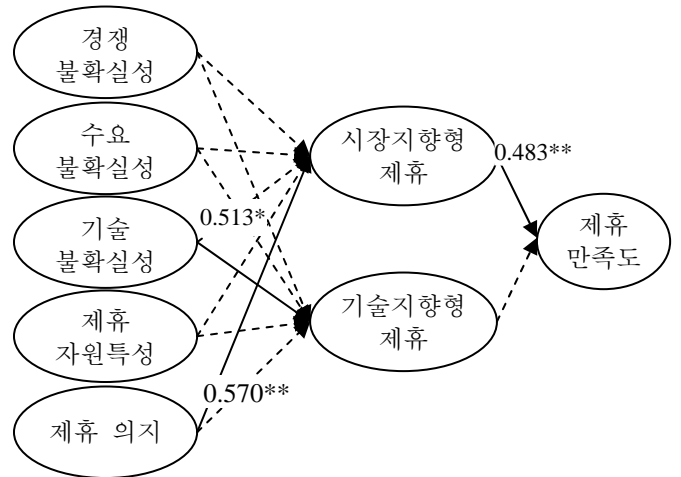 경쟁
불확실성
수요
불확실성
기술
불확실성
제휴
자원특성
제휴 의지
시장지향형
제휴
기술지향형
제휴
제휴
만족도
0.483**
0.513*
0.570**